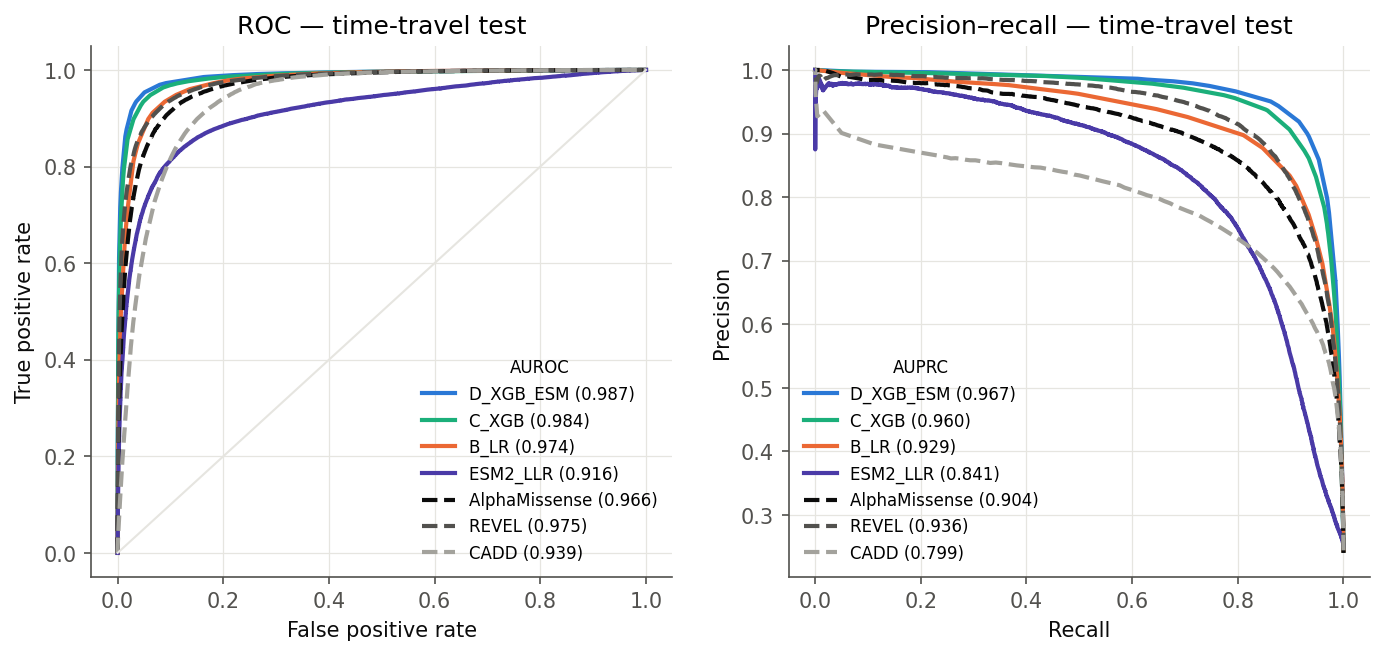 ROC — time-travel test
True positive rate
1.0
0.8
0.6
0.4
0.2
0.0
0.0 0.2 0.4 0.6 0.8 1.0
False positive rate
AUROC
D_XGB_ESM (0.987)
C_XGB (0.984)
B_LR (0.974)
ESM2_LLR (0.916)
AlphaMissense (0.966)
REVEL (0.975)
CADD (0.939)
Precision–recall — time-travel test
Precision
1.0
0.9
0.8
0.7
0.6
0.5
0.4
0.3
0.0 0.2 0.4 0.6 0.8 1.0
Recall
AUPRC
D_XGB_ESM (0.967)
C_XGB (0.960)
B_LR (0.929)
ESM2_LLR (0.841)
AlphaMissense (0.904)
REVEL (0.936)
CADD (0.799)